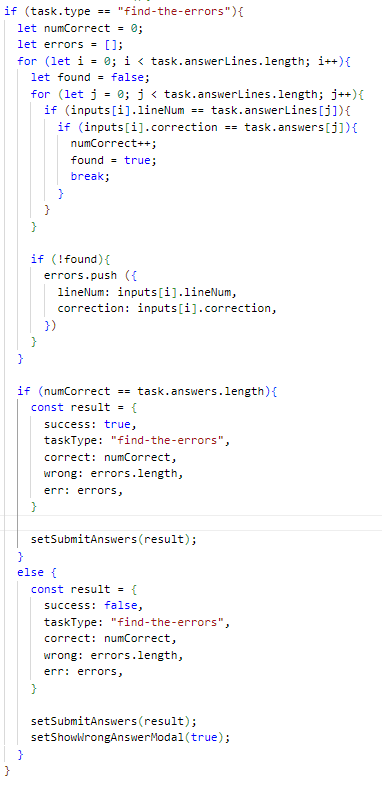 if (task.type == "find-the-errors"){
let numCorrect = 0;
let errors = [];
for (let i = 0; i < task.answerLines.length; i++){
let found = false;
for (let j = 0; j < task.answerLines.length; j++){
if (inputs[i].lineNum == task.answerLines[j]){
if (inputs[i].correction == task.answers[j]){
numCorrect++;
found = true;
break;
}
}
}
if (!found){
errors.push ({
lineNum: inputs[i].lineNum,
correction: inputs[i].correction,
})
}
}
if (numCorrect == task.answers.length){
const result = {
success: true,
taskType: "find-the-errors",
correct: numCorrect,
wrong: errors.length,
err: errors,
}
setSubmitAnswers(result);
}
else {
const result = {
success: false,
taskType: "find-the-errors",
correct: numCorrect,
wrong: errors.length,
err: errors,
}
setSubmitAnswers(result);
setShowWrongAnswerModal(true);
}
}